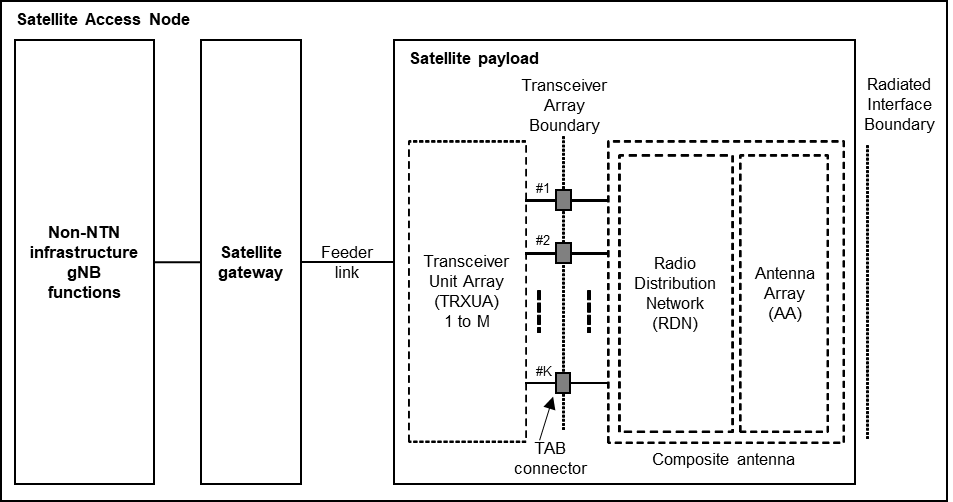 Satellite Access Node
Non-NTN
infrastructure
gNB
functions
Satellite
gateway
Feeder
link
Satellite payload
Transceiver
Array
Boundary
Transceiver
Unit Array
(TRXUA)
1 to M
#1
#2
#K
TAB
connector
Radio
Distribution
Network
(RDN)
Antenna
Array
(AA)
Composite antenna
Radiated
Interface
Boundary